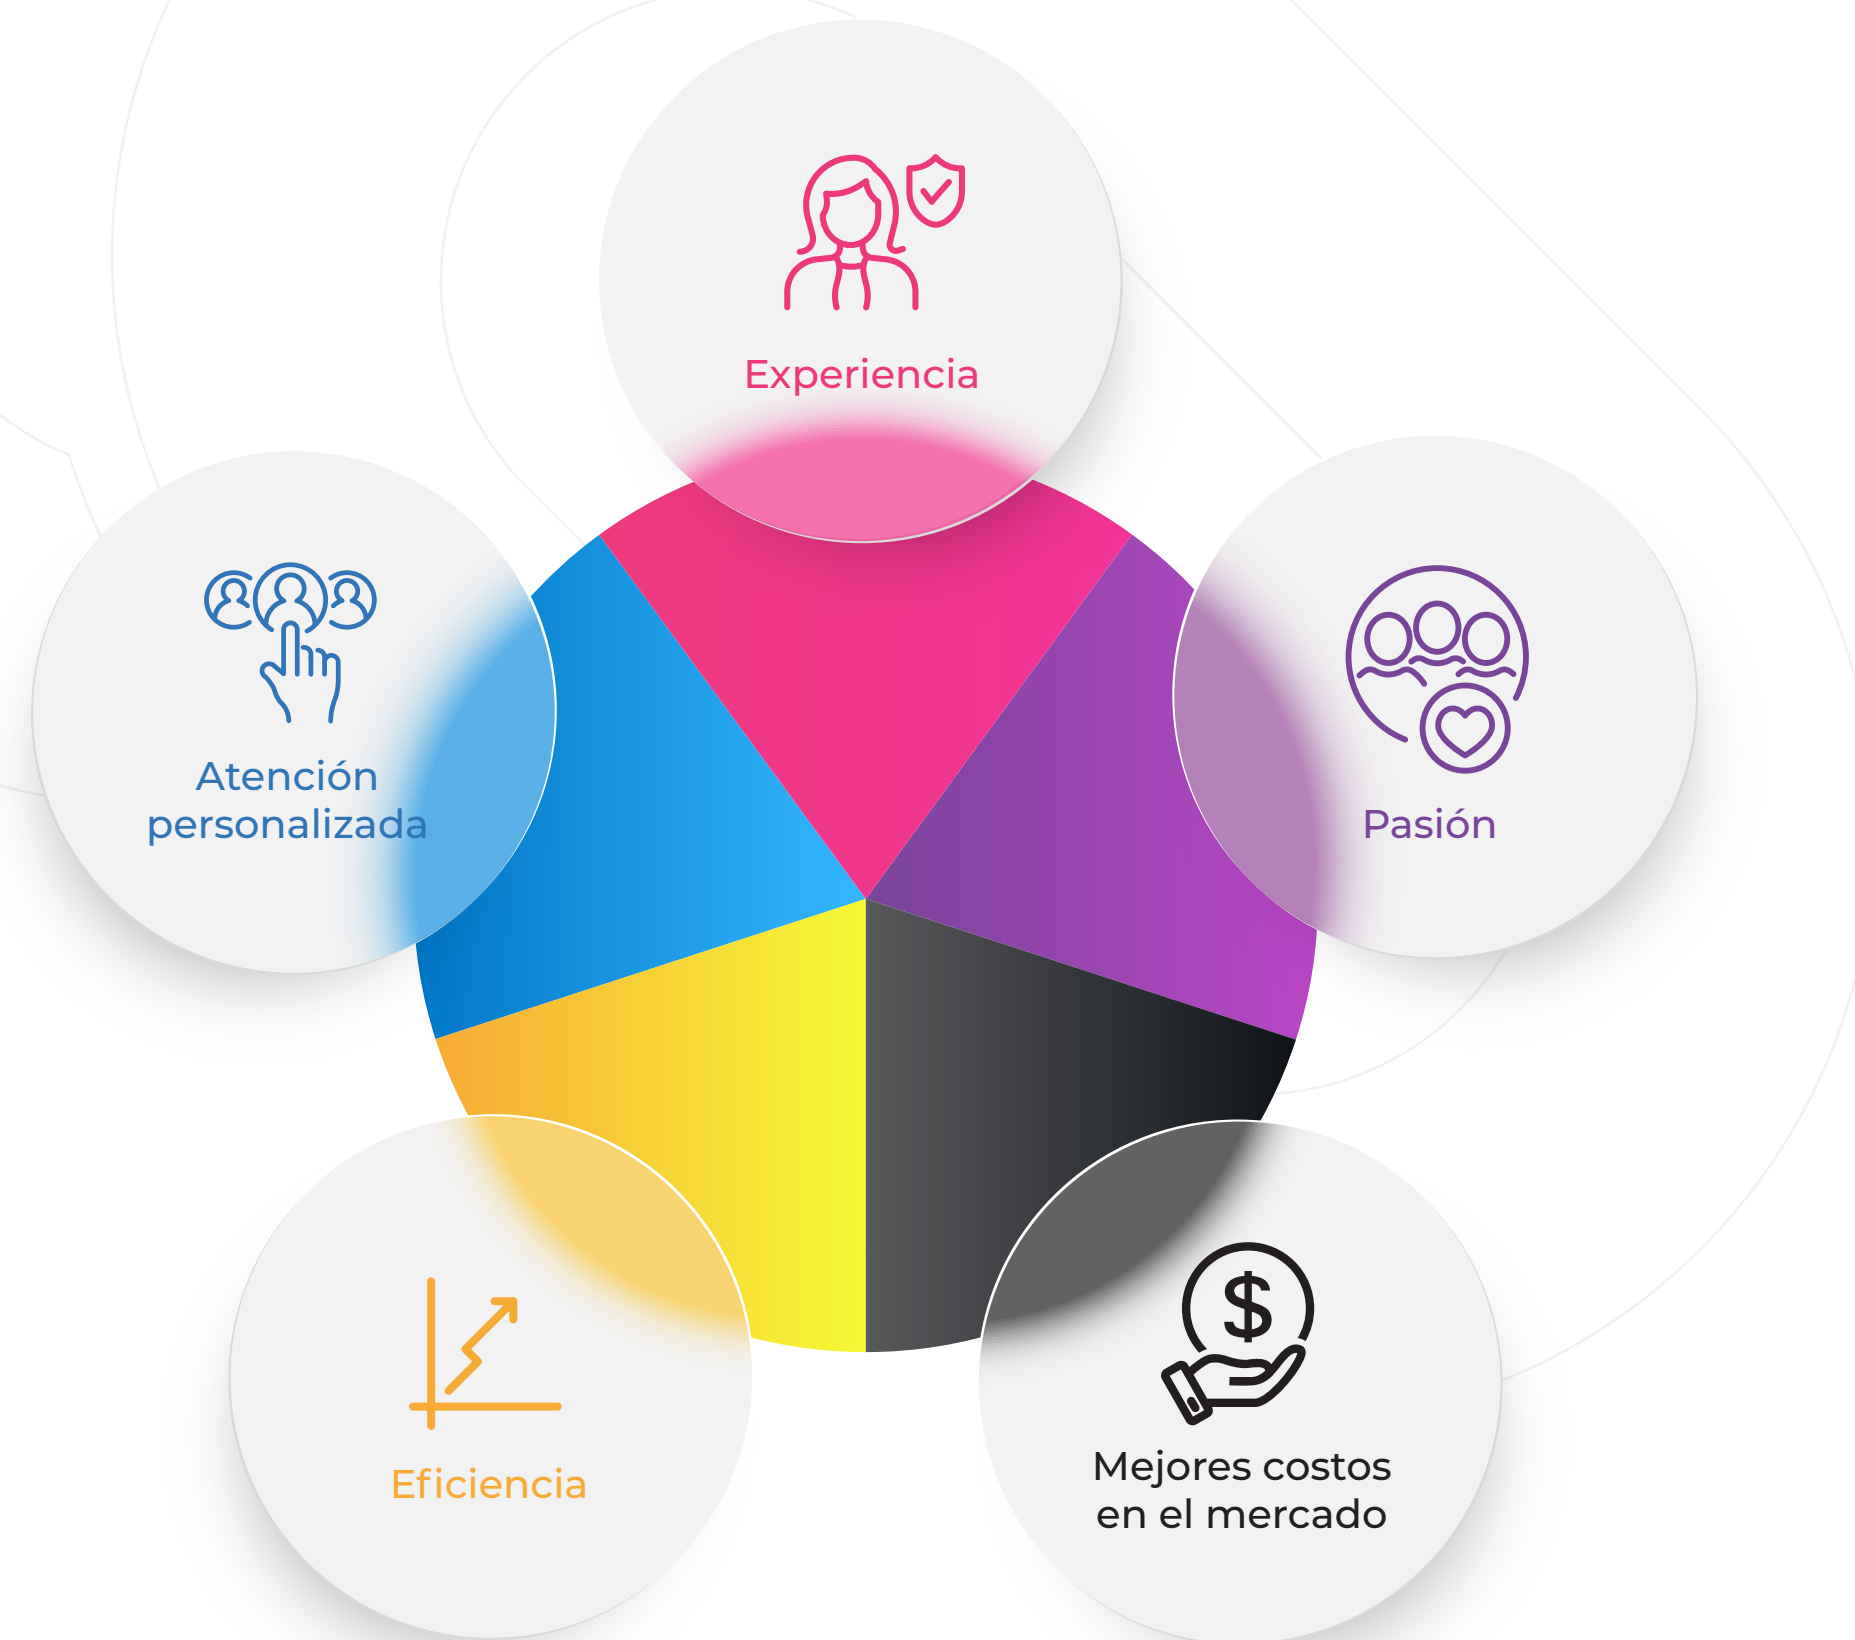 Experiencia
Atención
personalizada
Pasión
Eficiencia
$
Mejores costos
en el mercado